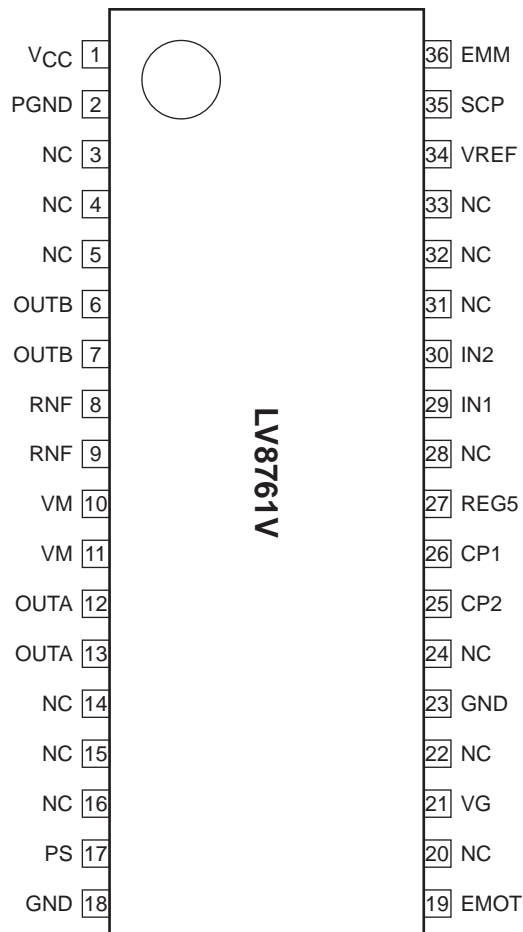 VCC 1 36 EMM
PGND 2 35 SCP
NC 3 34 VREF
NC 4 33 NC
NC 5 32 NC
OUTB 6 31 NC
OUTB 7 30 IN2
RNF 8 29 IN1
RNF 9 28 NC
VM 10 27 REG5
VM 11 26 CP1
OUTA 12 25 CP2
OUTA 13 24 NC
NC 14 23 GND
NC 15 22 NC
NC 16 21 VG
PS 17 20 NC
GND 18 19 EMOT
LV8761V